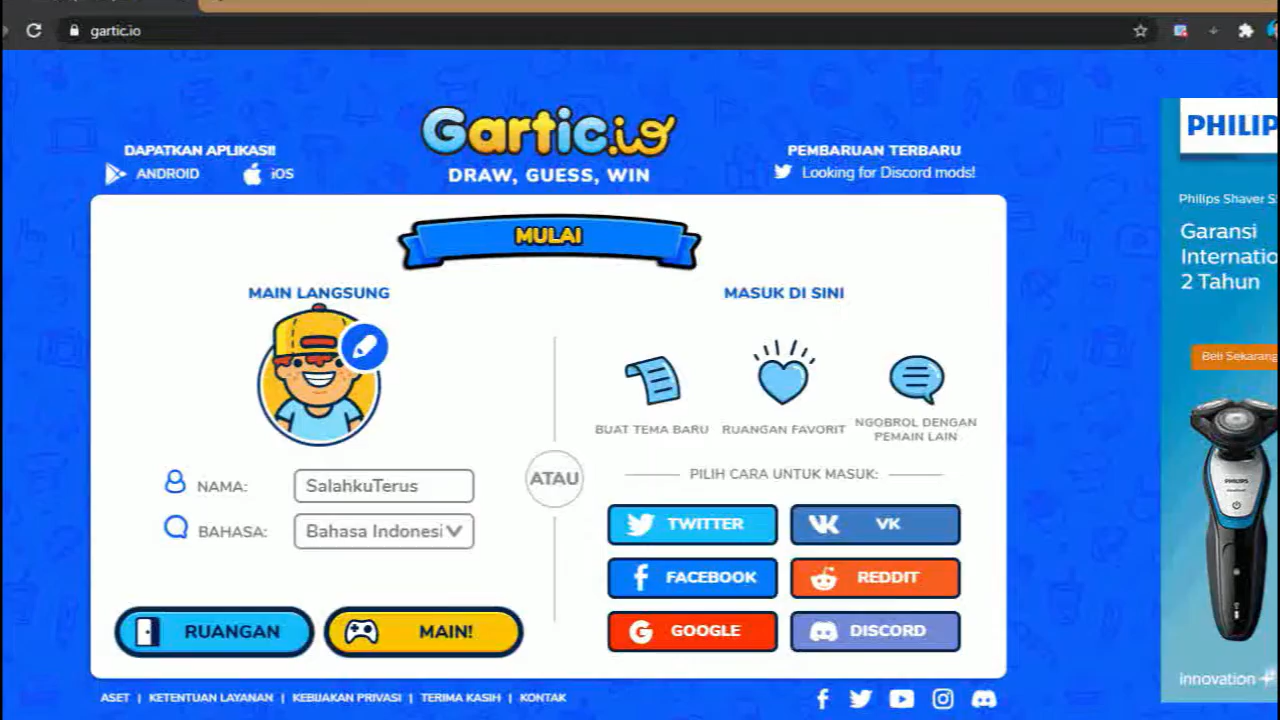 gartic.io
Gartic.io
DRAW, GUESS, WIN
DAPATKAN APLIKASI!
ANDROID
iOS
PEMBARUAN TERBARU
Looking for Discord mods!
MULAI
MAIN LANGSUNG
NAMA:
SalahkuTerus
BAHASA:
Bahasa Indonesi
RUANGAN
MAIN!
ATAU
MASUK DI SINI
BUAT TEMA BARU
RUANGAN FAVORIT
NGOBROL DENGAN
PEMAIN LAIN
PILIH CARA UNTUK MASUK:
TWITTER
VK
FACEBOOK
REDDIT
GOOGLE
DISCORD
ASET | KETENTUAN LAYANAN | KEBIJAKAN PRIVASI | TERIMA KASIH | KONTAK
PHILIP
Philips Shaver S
Garansi
Internatio
2 Tahun
Beli Sekarang
PHILIPS
innovation